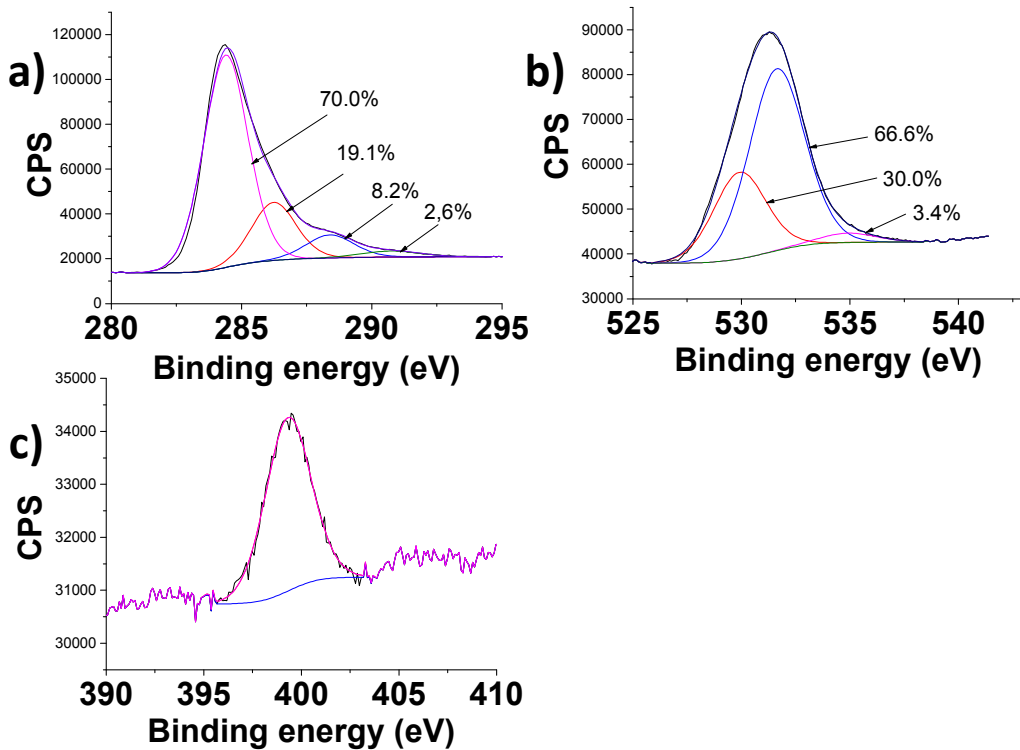 a)
CPS
120000
100000
80000
60000
40000
20000
0
70.0%
19.1%
8.2%
2,6%
280 285 290 295
Binding energy (eV)
b)
CPS
90000
80000
70000
60000
50000
40000
30000
66.6%
30.0%
3.4%
525 530 535 540
Binding energy (eV)
c)
CPS
35000
34000
33000
32000
31000
30000
390 395 400 405 410
Binding energy (eV)